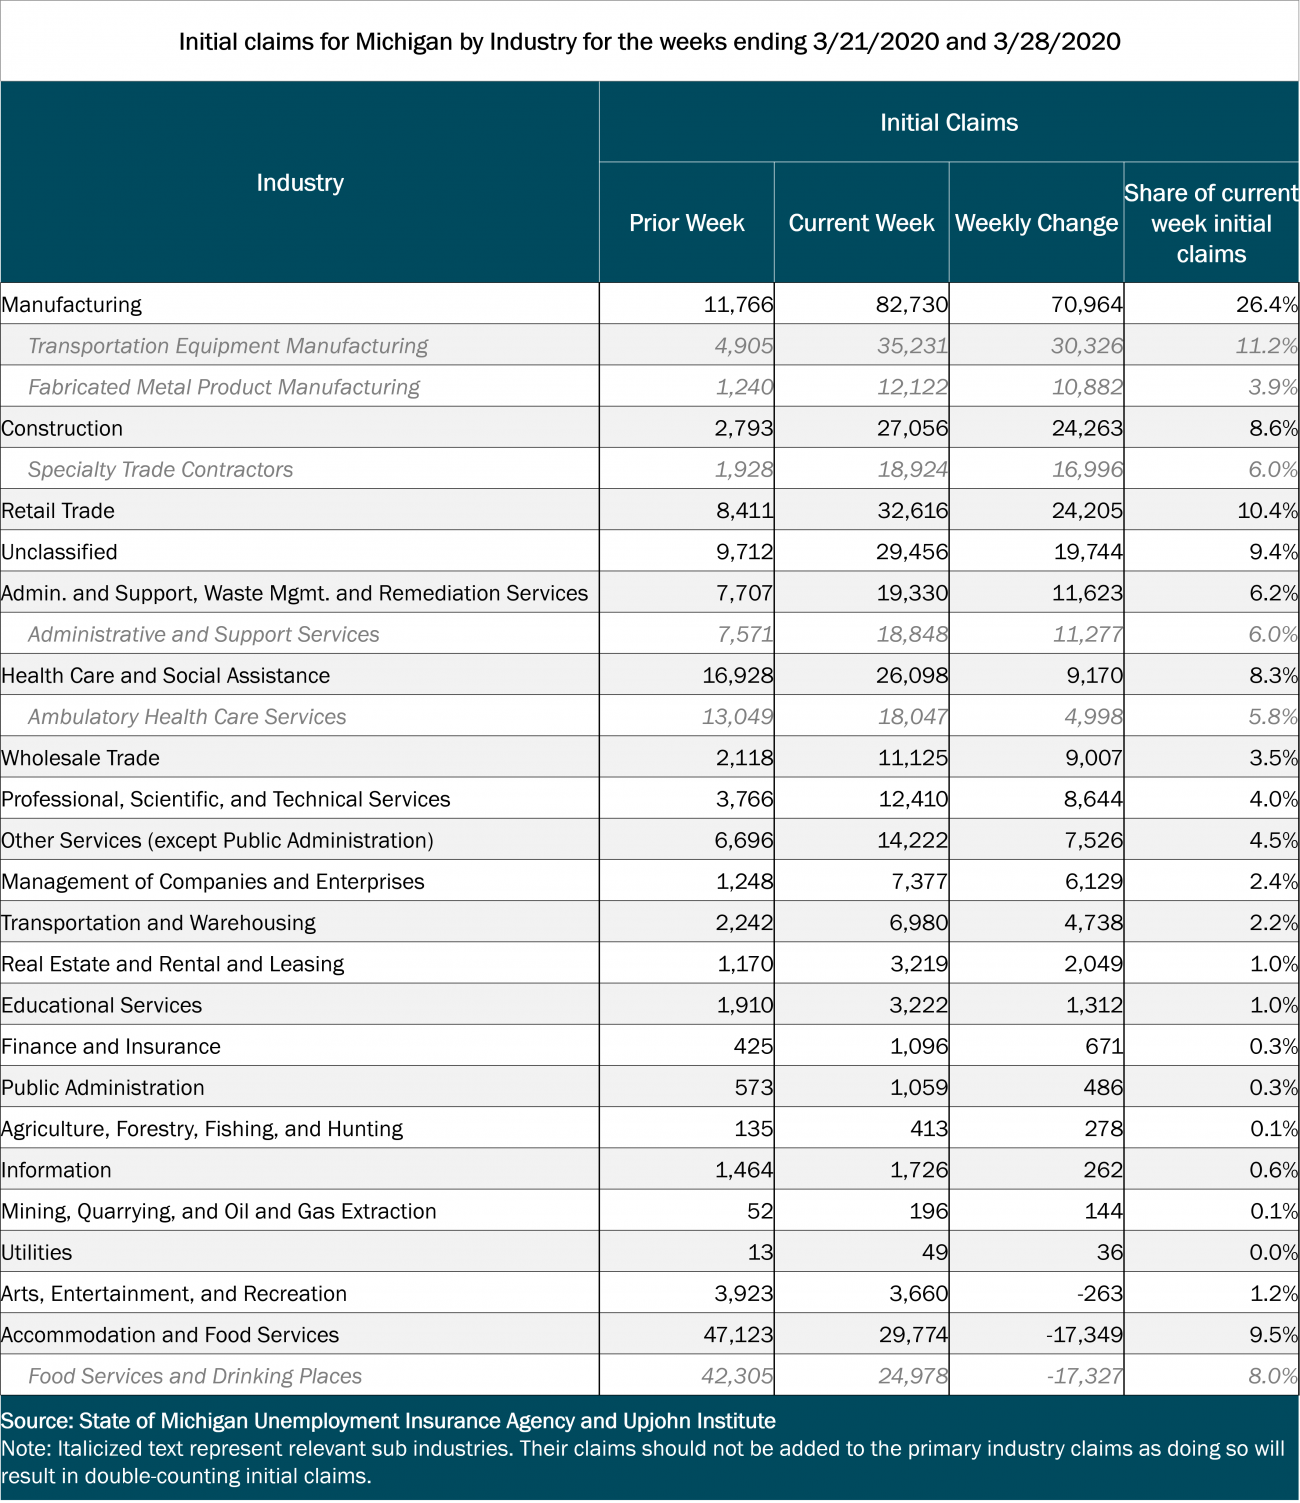 Initial claims for Michigan by Industry for the weeks ending 3/21/2020 and 3/28/2020
Industry
Initial Claims
Prior Week Current Week Weekly Change Share of current
week initial
claims
Manufacturing 11,766 82,730 70,964 26.4%
Transportation Equipment Manufacturing 4,905 35,231 30,326 11.2%
Fabricated Metal Product Manufacturing 1,240 12,122 10,882 3.9%
Construction 2,793 27,056 24,263 8.6%
Specialty Trade Contractors 1,928 18,924 16,996 6.0%
Retail Trade 8,411 32,616 24,205 10.4%
Unclassified 9,712 29,456 19,744 9.4%
Admin. and Support, Waste Mgmt. and Remediation Services 7,707 19,330 11,623 6.2%
Administrative and Support Services 7,571 18,848 11,277 6.0%
Health Care and Social Assistance 16,928 26,098 9,170 8.3%
Ambulatory Health Care Services 13,049 18,047 4,998 5.8%
Wholesale Trade 2,118 11,125 9,007 3.5%
Professional, Scientific, and Technical Services 3,766 12,410 8,644 4.0%
Other Services (except Public Administration) 6,696 14,222 7,526 4.5%
Management of Companies and Enterprises 1,248 7,377 6,129 2.4%
Transportation and Warehousing 2,242 6,980 4,738 2.2%
Real Estate and Rental and Leasing 1,170 3,219 2,049 1.0%
Educational Services 1,910 3,222 1,312 1.0%
Finance and Insurance 425 1,096 671 0.3%
Public Administration 573 1,059 486 0.3%
Agriculture, Forestry, Fishing, and Hunting 135 413 278 0.1%
Information 1,464 1,726 262 0.6%
Mining, Quarrying, and Oil and Gas Extraction 52 196 144 0.1%
Utilities 13 49 36 0.0%
Arts, Entertainment, and Recreation 3,923 3,660 -263 1.2%
Accommodation and Food Services 47,123 29,774 -17,349 9.5%
Food Services and Drinking Places 42,305 24,978 -17,327 8.0%
Source: State of Michigan Unemployment Insurance Agency and Upjohn Institute
Note: Italicized text represent relevant sub industries. Their claims should not be added to the primary industry claims as doing so will
result in double-counting initial claims.